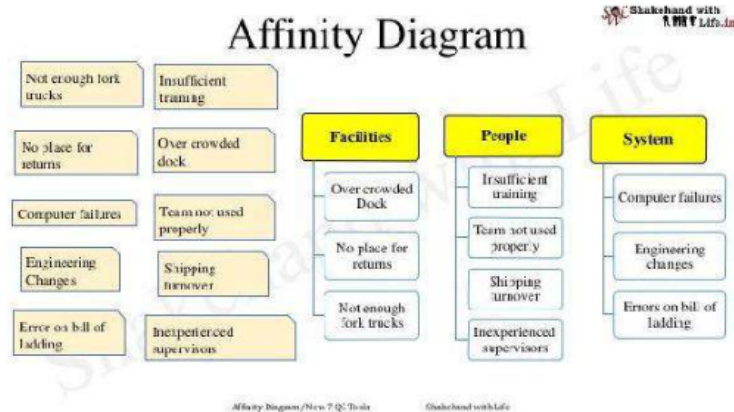 Shakehand with
Life.in
Affinity Diagram
Not enough fork
trucks
Insufficient
training
No place for
returns
Over crowded
dock
Computer failures
Team not used
properly
Engineering
Changes
Shipping
turnover
Error on bill of
ladding
Inexperienced
supervisors
Facilities
Over crowded
Dock
No place for
returns
Not enough
fork trucks
People
Insufficient
training
Team not used
properly
Shipping
turnover
Inexperienced
supervisors
System
Computer failures
Engineering
changes
Errors on bill of
ladding
Shakehand with Life
Affinity Diagram/New 7 QC Tools
Shakehand with Life